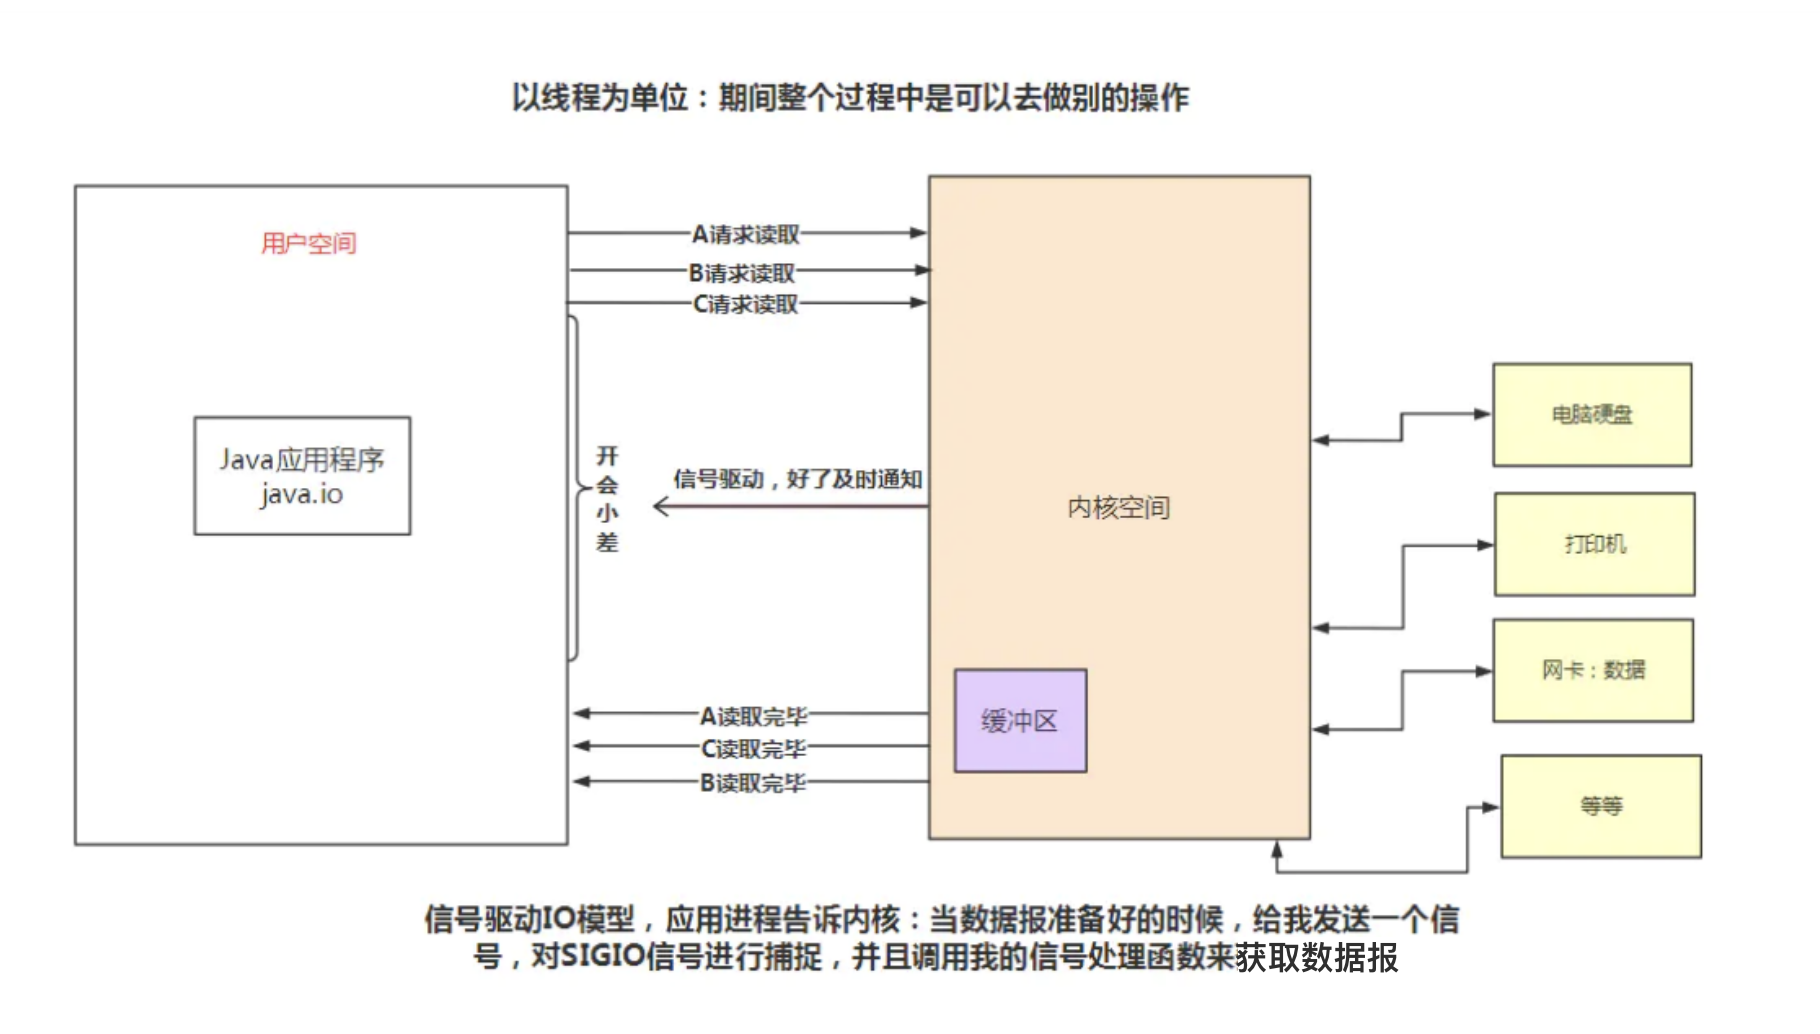 以线程为单位：期间整个过程中是可以去做别的操作
用户空间
A请求读取
B请求读取
C请求读取
Java应用程序
java.io
开
会
小
差
信号驱动，好了及时通知
内核空间
缓冲区
A读取完毕
C读取完毕
B读取完毕
电脑硬盘
打印机
网卡：数据
等等
信号驱动IO模型，应用进程告诉内核：当数据报准备好的时候，给我发送一个信
号，对SIGIO信号进行捕捉，并且调用我的信号处理函数来获取数据报